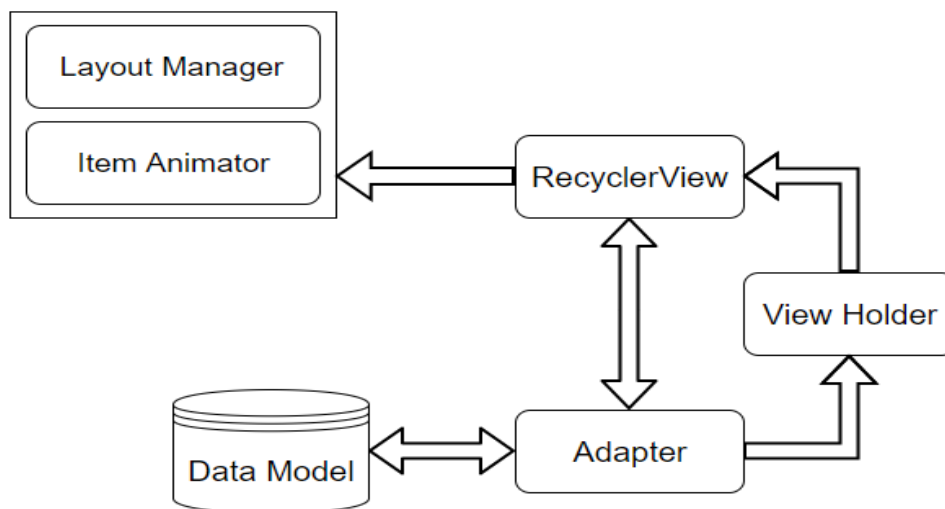 Layout Manager
Item Animator
RecyclerView
View Holder
Data Model
Adapter